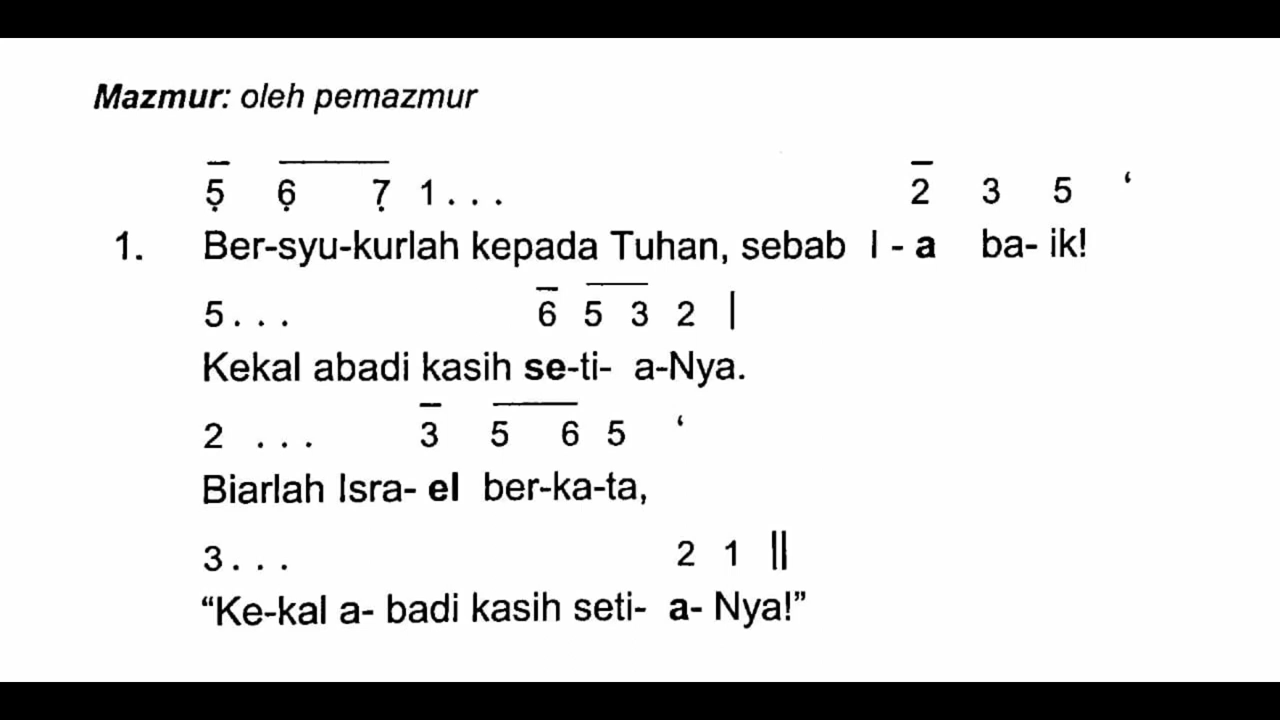 Mazmur: oleh pemazmur
5̣ 6̣ 7̣ 1 . . . 2 3 5 ‘
1. Ber-syu-kurlah kepada Tuhan, sebab I - a ba- ik!
5 . . . 6 5 3 2 |
Kekal abadi kasih se-ti- a-Nya.
2 . . . 3 5 6 5 ‘
Biarlah Isra- el ber-ka-ta,
3 . . . 2 1 ||
“Ke-kal a- badi kasih seti- a- Nya!”